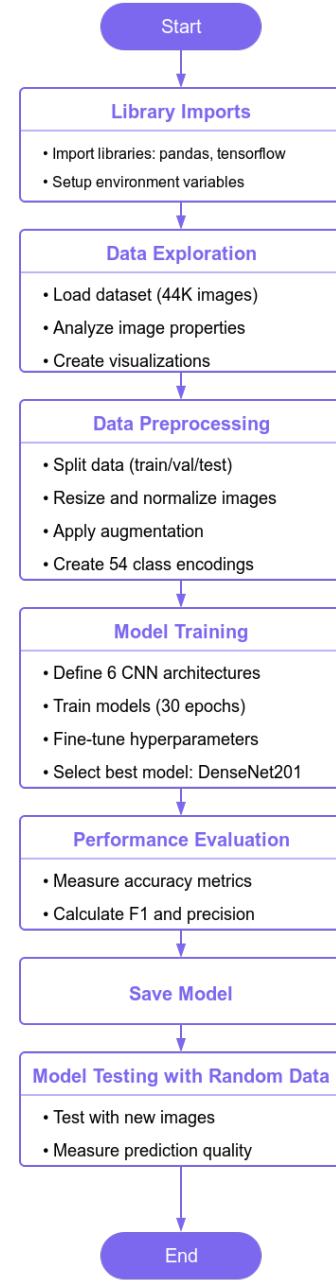 Start
Library Imports
• Import libraries: pandas, tensorflow
• Setup environment variables
Data Exploration
• Load dataset (44K images)
• Analyze image properties
• Create visualizations
Data Preprocessing
• Split data (train/val/test)
• Resize and normalize images
• Apply augmentation
• Create 54 class encodings
Model Training
• Define 6 CNN architectures
• Train models (30 epochs)
• Fine-tune hyperparameters
• Select best model: DenseNet201
Performance Evaluation
• Measure accuracy metrics
• Calculate F1 and precision
Save Model
Model Testing with Random Data
• Test with new images
• Measure prediction quality
End